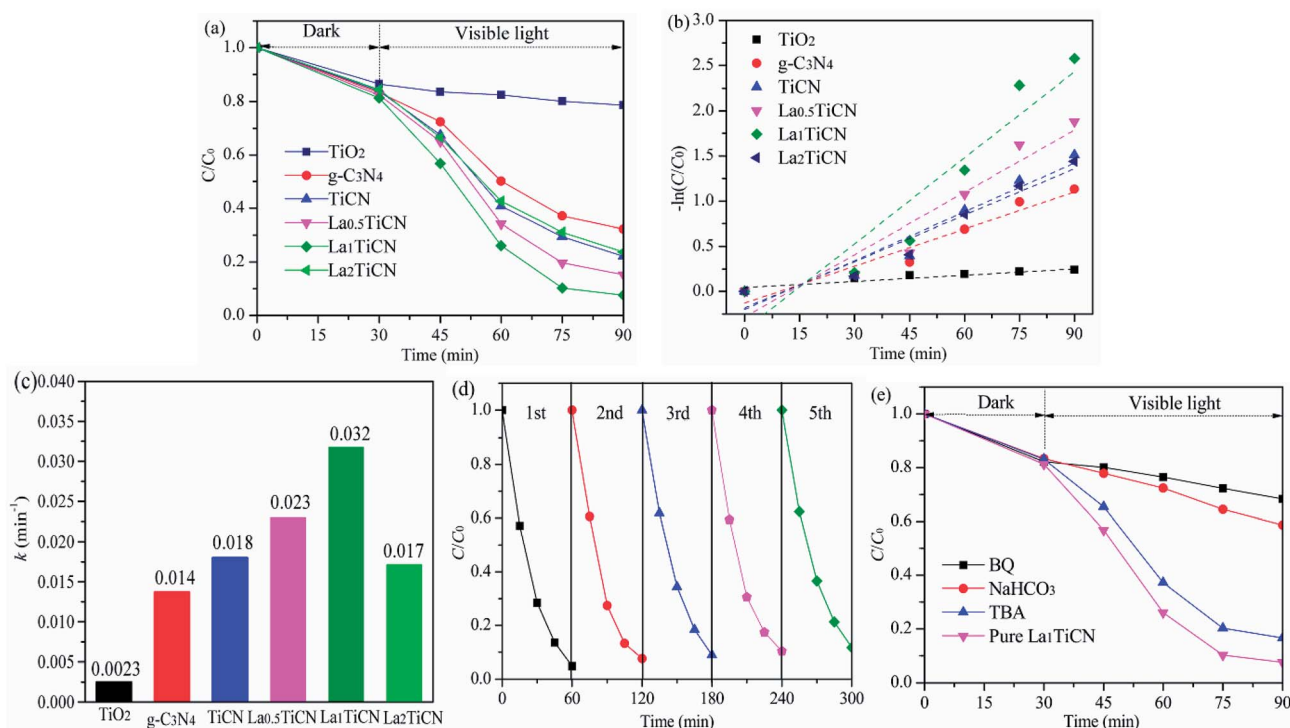 (a)
Dark
Visible light
1.0
0.8
0.6
0.4
0.2
0.0
C/C₀
TiO₂
g-C₃N₄
TiCN
La₀.₅TiCN
La₁TiCN
La₂TiCN
0 30 45 60 75 90
Time (min)
(b)
3.0
2.5
2.0
1.5
1.0
0.5
0.0
-ln(C/C₀)
TiO₂
g-C₃N₄
TiCN
La₀.₅TiCN
La₁TiCN
La₂TiCN
0 15 30 45 60 75 90
Time (min)
(c)
0.040
0.035
0.030
0.025
0.020
0.015
0.010
0.005
0.000
k (min⁻¹)
0.0023
0.014
0.018
0.023
0.032
0.017
TiO₂ g-C₃N₄ TiCN La₀.₅TiCN La₁TiCN La₂TiCN
(d)
1st 2nd 3rd 4th 5th
1.0
0.8
0.6
0.4
0.2
0.0
C/C₀
0 60 120 180 240 300
Time (min)
(e)
Dark
Visible light
1.0
0.8
0.6
0.4
0.2
0.0
C/C₀
BQ
NaHCO₃
TBA
Pure La₁TiCN
0 15 30 45 60 75 90
Time (min)